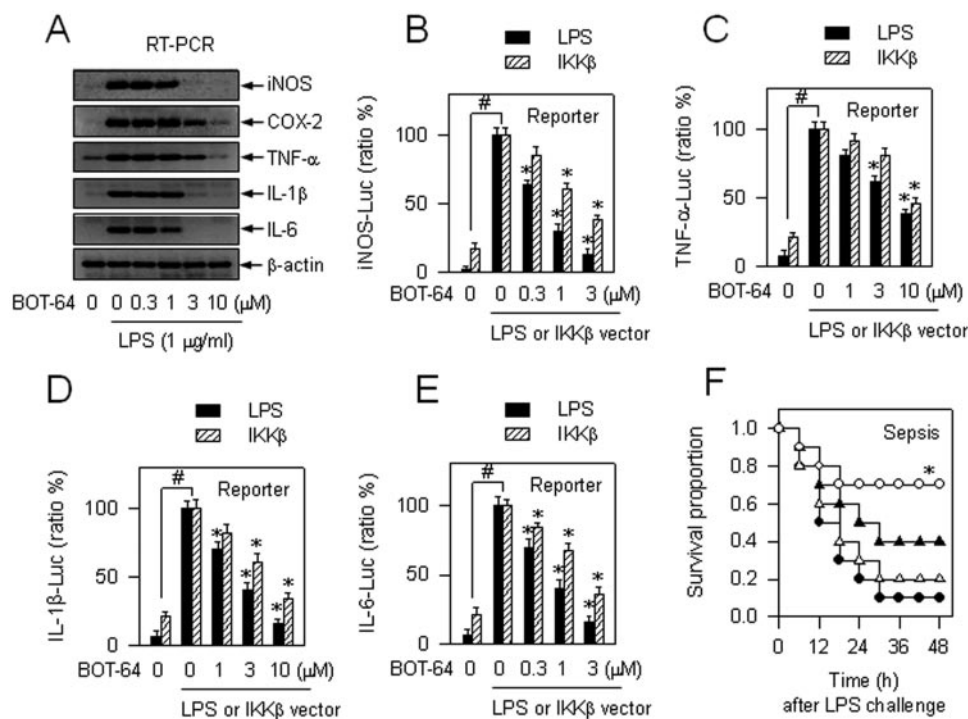 A
RT-PCR
iNOS
COX-2
TNF-α
IL-1β
IL-6
β-actin
BOT-64 0 0 0.3 1 3 10 (μM)
LPS (1 μg/ml)
B
LPS
IKKβ
#
Reporter
iNOS-Luc (ratio %)
100
50
0
* * * * *
BOT-64 0 0 0.3 1 3 (μM)
LPS or IKKβ vector
C
LPS
IKKβ
#
Reporter
TNF-α-Luc (ratio %)
100
50
0
* * *
BOT-64 0 0 1 3 10 (μM)
LPS or IKKβ vector
D
LPS
IKKβ
#
Reporter
IL-1β-Luc (ratio %)
100
50
0
* * * * *
BOT-64 0 0 1 3 10 (μM)
LPS or IKKβ vector
E
LPS
IKKβ
#
Reporter
IL-6-Luc (ratio %)
100
50
0
* * * * * *
BOT-64 0 0 0.3 1 3 (μM)
LPS or IKKβ vector
F
Sepsis
*
Survival proportion
1.0
0.8
0.6
0.4
0.2
0.0
0 12 24 36 48
Time (h)
after LPS challenge